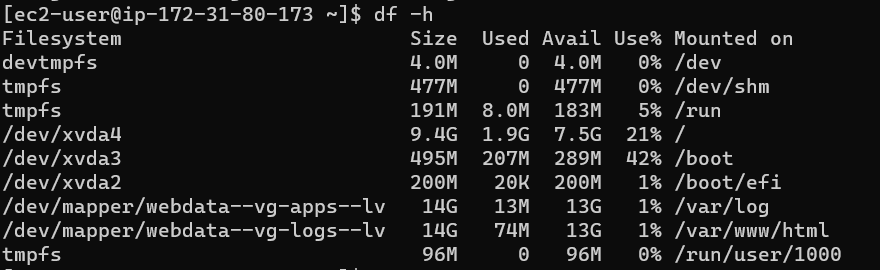 [ec2-user@ip-172-31-80-173 ~]$ df -h
Filesystem                         Size  Used Avail Use% Mounted on
devtmpfs                           4.0M     0  4.0M   0% /dev
tmpfs                              477M     0  477M   0% /dev/shm
tmpfs                              191M  8.0M  183M   5% /run
/dev/xvda4                         9.4G  1.9G  7.5G  21% /
/dev/xvda3                         495M  207M  289M  42% /boot
/dev/xvda2                         200M   20K  200M   1% /boot/efi
/dev/mapper/webdata--vg-apps--lv    14G   13M   13G   1% /var/log
/dev/mapper/webdata--vg-logs--lv    14G   74M   13G   1% /var/www/html
tmpfs                               96M     0   96M   0% /run/user/1000